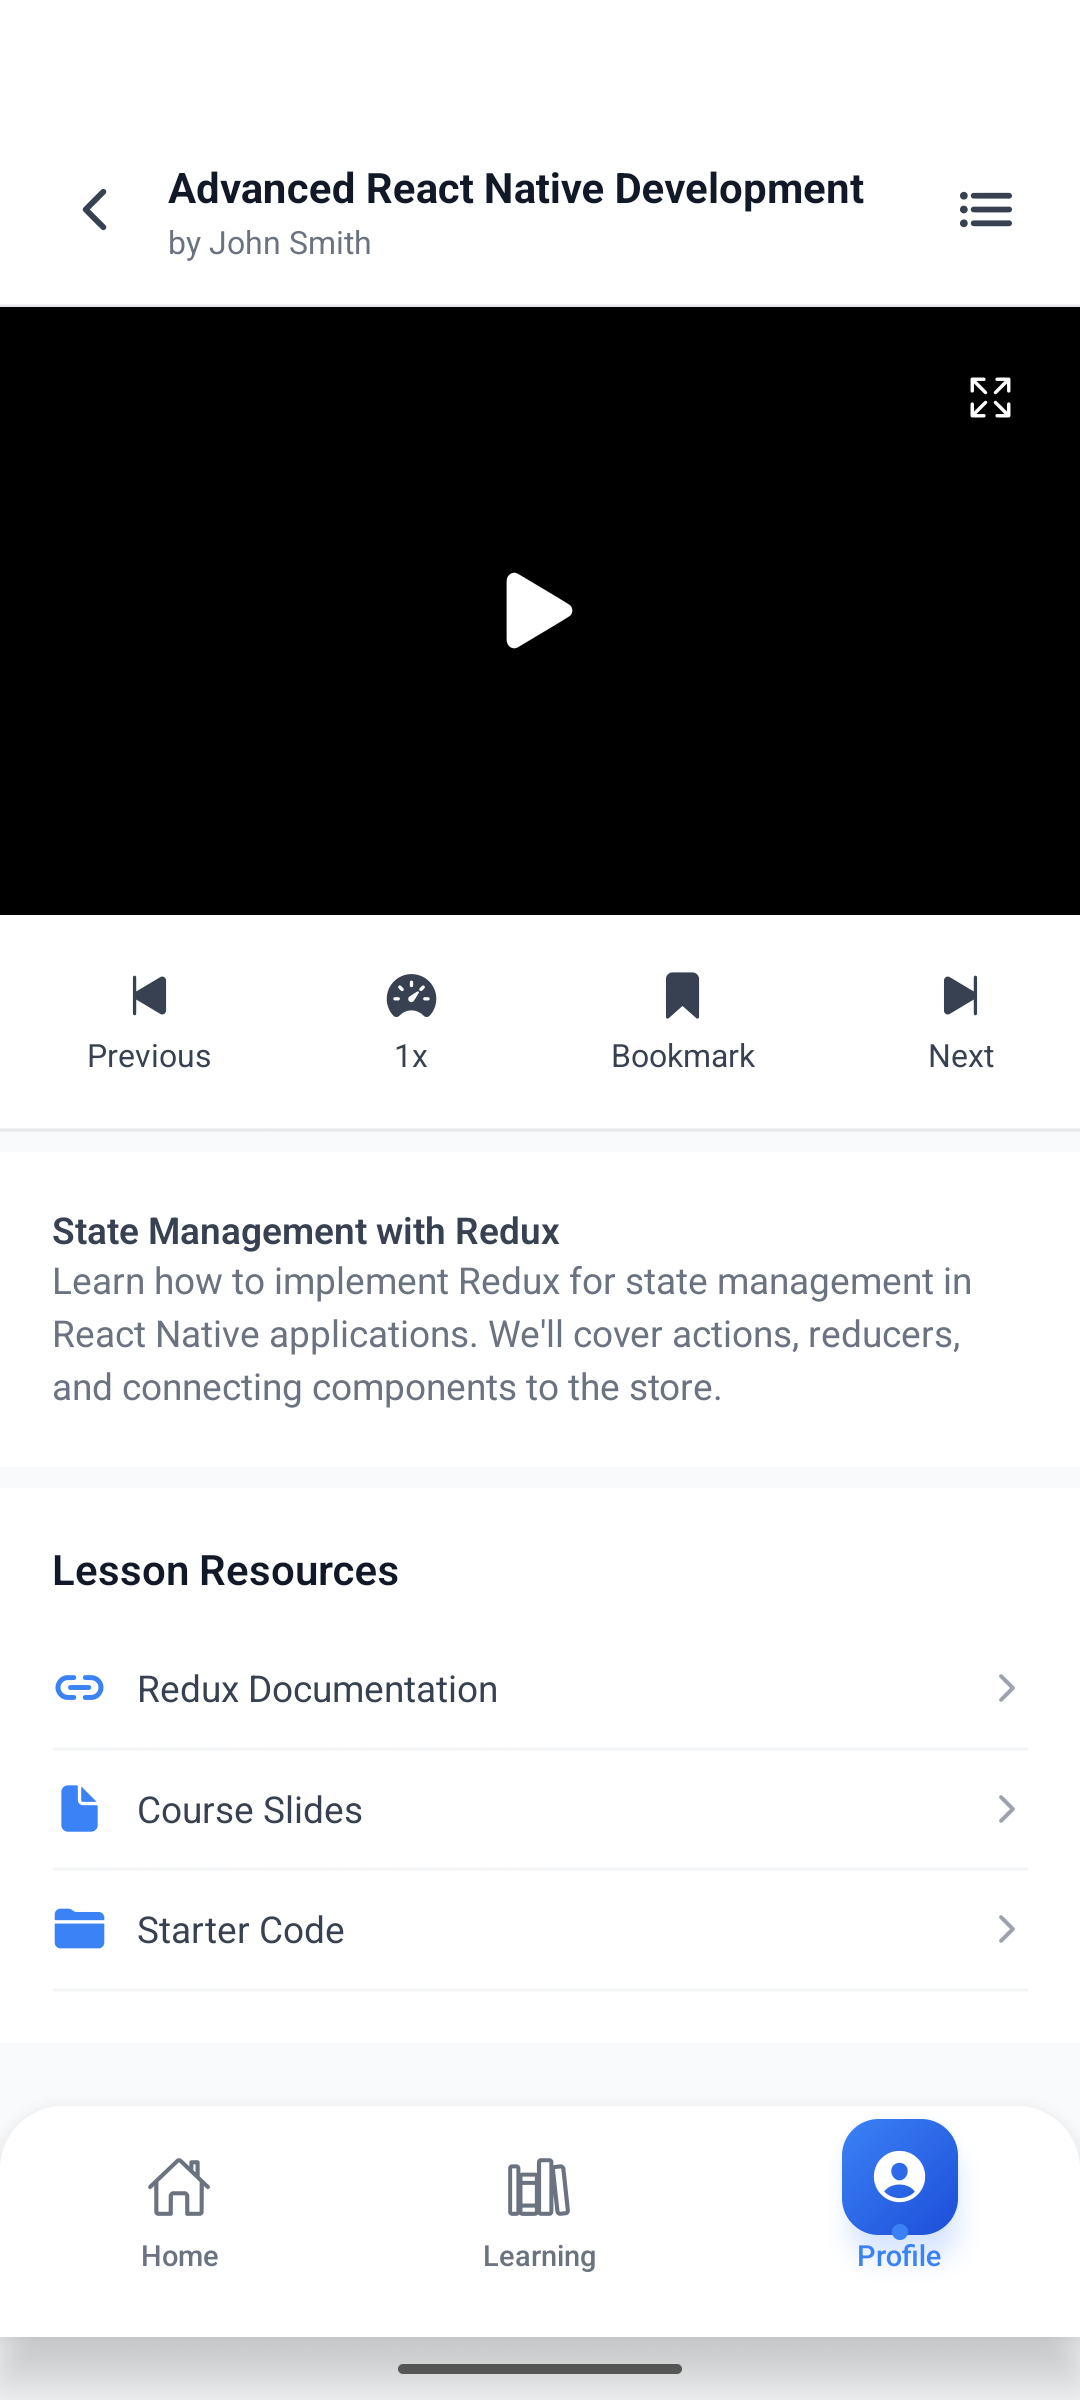 Advanced React Native Development
by John Smith
Previous
1x
Bookmark
Next
State Management with Redux
Learn how to implement Redux for state management in
React Native applications. We'll cover actions, reducers,
and connecting components to the store.
Lesson Resources
Redux Documentation
Course Slides
Starter Code
Home
Learning
Profile